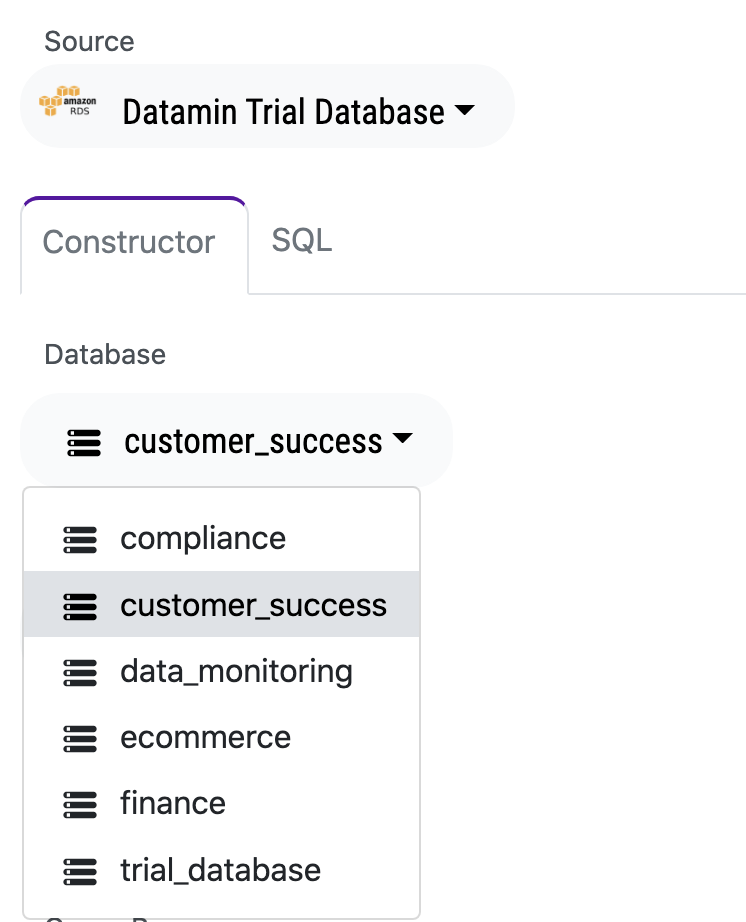 Source
amazon
RDS
Datamin Trial Database
Constructor
SQL
Database
customer_success
compliance
customer_success
data_monitoring
ecommerce
finance
trial_database